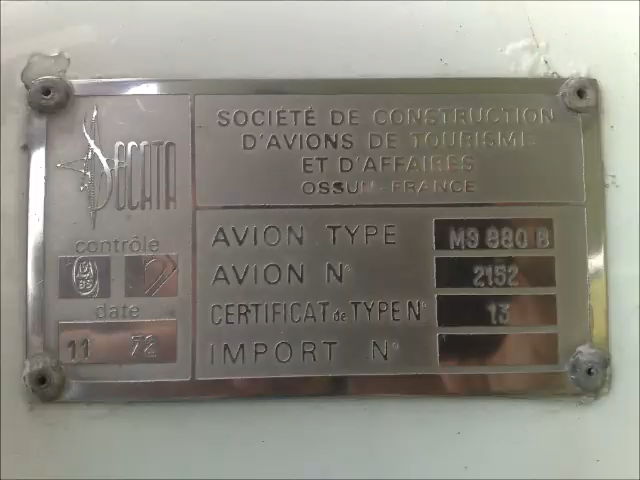 SOCATA
contrôle
date
11 72
SOCIÉTÉ DE CONSTRUCTION
D'AVIONS DE TOURISME
ET D'AFFAIRES
OSSUN-FRANCE
AVION TYPE MS 880 B
AVION N° 2152
CERTIFICAT de TYPE N° 13
IMPORT N°